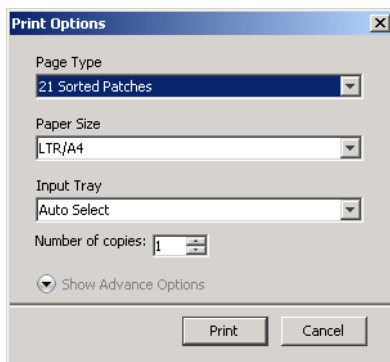 Print Options
Page Type
21 Sorted Patches
Paper Size
LTR/A4
Input Tray
Auto Select
Number of copies: 1
Show Advance Options
Print Cancel